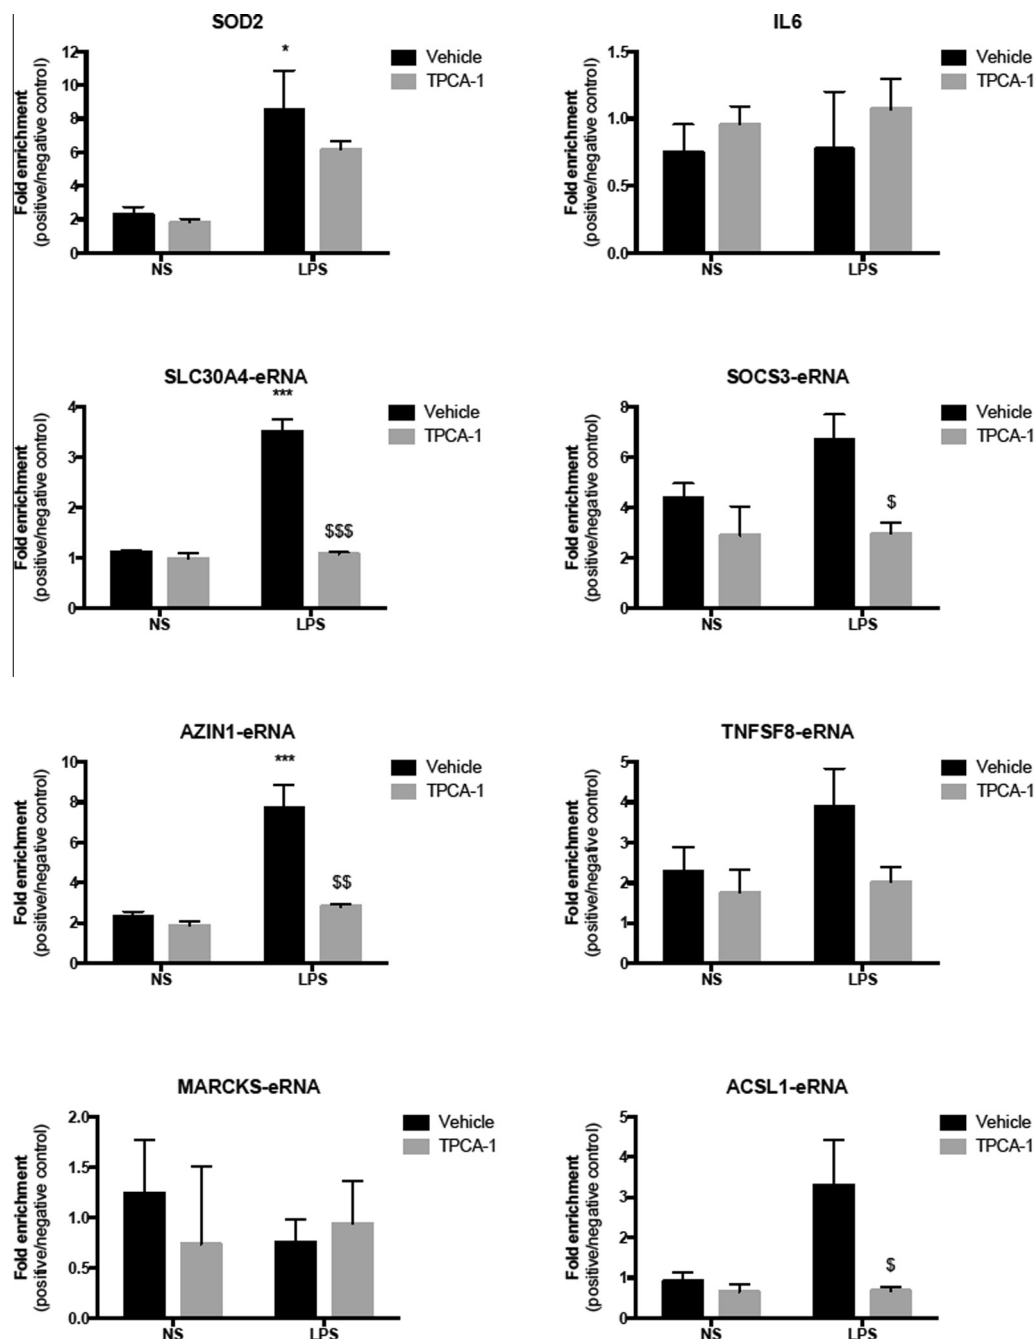 SOD2
*
Fold enrichment
(positive/negative control)
12
10
8
6
4
2
0
NS
LPS
Vehicle
TPCA-1
IL6
Fold enrichment
(positive/negative control)
1.5
1.0
0.5
0.0
NS
LPS
Vehicle
TPCA-1
SLC30A4-eRNA
***
$$$
Fold enrichment
(positive/negative control)
4
3
2
1
0
NS
LPS
Vehicle
TPCA-1
SOCS3-eRNA
$
Fold enrichment
(positive/negative control)
8
6
4
2
0
NS
LPS
Vehicle
TPCA-1
AZIN1-eRNA
***
$$
Fold enrichment
(positive/negative control)
10
8
6
4
2
0
NS
LPS
Vehicle
TPCA-1
TNFSF8-eRNA
Fold enrichment
(positive/negative control)
5
4
3
2
1
0
NS
LPS
Vehicle
TPCA-1
MARCKS-eRNA
Fold enrichment
(positive/negative control)
2.0
1.5
1.0
0.5
0.0
NS
LPS
Vehicle
TPCA-1
ACSL1-eRNA
$
Fold enrichment
(positive/negative control)
5
4
3
2
1
0
NS
LPS
Vehicle
TPCA-1